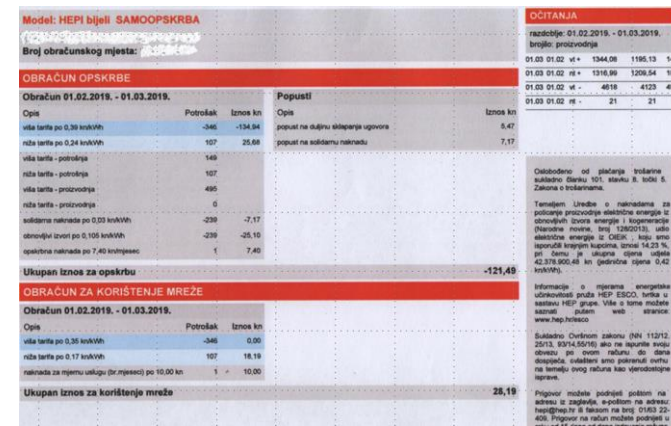 Model: HEPI bijeli SAMOOPSKRBA
Broj obračunskog mjesta:
OBRAČUN OPSKRBE
Obračun 01.02.2019. - 01.03.2019.
Opis Potrošak Iznos kn
viša tarifa po 0,39 kn/kWh -346 -134,94
niža tarifa po 0,24 kn/kWh 107 25,68
viša tarifa - potrošnja 149
niža tarifa - potrošnja 107
viša tarifa - proizvodnja 495
niža tarifa - proizvodnja 0
solidarna naknada po 0,03 kn/kWh -239 -7,17
obnovljivi izvori po 0,105 kn/kWh -239 -25,10
opskrbna naknada po 7,40 kn/mjesec 1 7,40
Popusti
Opis Iznos kn
popust na duljinu sklapanja ugovora 5,47
popust na solidarnu naknadu 7,17
Ukupan iznos za opskrbu -121,49
OBRAČUN ZA KORIŠTENJE MREŽE
Obračun 01.02.2019. - 01.03.2019.
Opis Potrošak Iznos kn
viša tarifa po 0,35 kn/kWh -346 0,00
niža tarifa po 0,17 kn/kWh 107 18,19
naknada za mjernu uslugu (br.mjeseci) po 10,00 kn 1 10,00
Ukupan iznos za korištenje mreže 28,19
OČITANJA
razdoblje: 01.02.2019. - 01.03.2019.
brojilo: proizvodnja
01.03 01.02 vt + 1344,08 1195,13
01.03 01.02 nt + 1316,99 1209,54
01.03 01.02 vt - 4618 4123
01.03 01.02 nt - 21 21
Oslobođeno od plaćanja trošarine
sukladno članku 101. stavku 8. točki 5.
Zakona o trošarinama.
Temeljem Uredbe o naknadama za
poticanje proizvodnje električne energije iz
obnovljivih izvora energije i kogeneracije
(Narodne novine, broj 128/2013), udio
električne energije iz OIEiK , koju smo
isporučili krajnjim kupcima, iznosi 14,23 %,
pri čemu je ukupna cijena udjela
42.378.900,48 kn (jedinična cijena 0,42
kn/kWh).
Informacije o mjerama energetske
učinkovitosti pruža HEP ESCO, tvrtka u
sastavu HEP grupe. Više o tome možete
saznati putem web stranice
www.hep.hr/esco
Sukladno Ovršnom zakonu (NN 112/12,
25/13, 93/14,55/16) ako ne ispunite svoju
obvezu po ovom računu do dana
dospijeća, ovlašteni smo pokrenuti ovrhu
na temelju ovog računa kao vjerodostojne
isprave.
Prigovor možete podnijeti poštom na
adresu iz zaglavlja, e-poštom na adresu:
hepi@hep.hr ili faksom na broj: 01/63 22-
409. Prigovor na račun možete podnijeti u